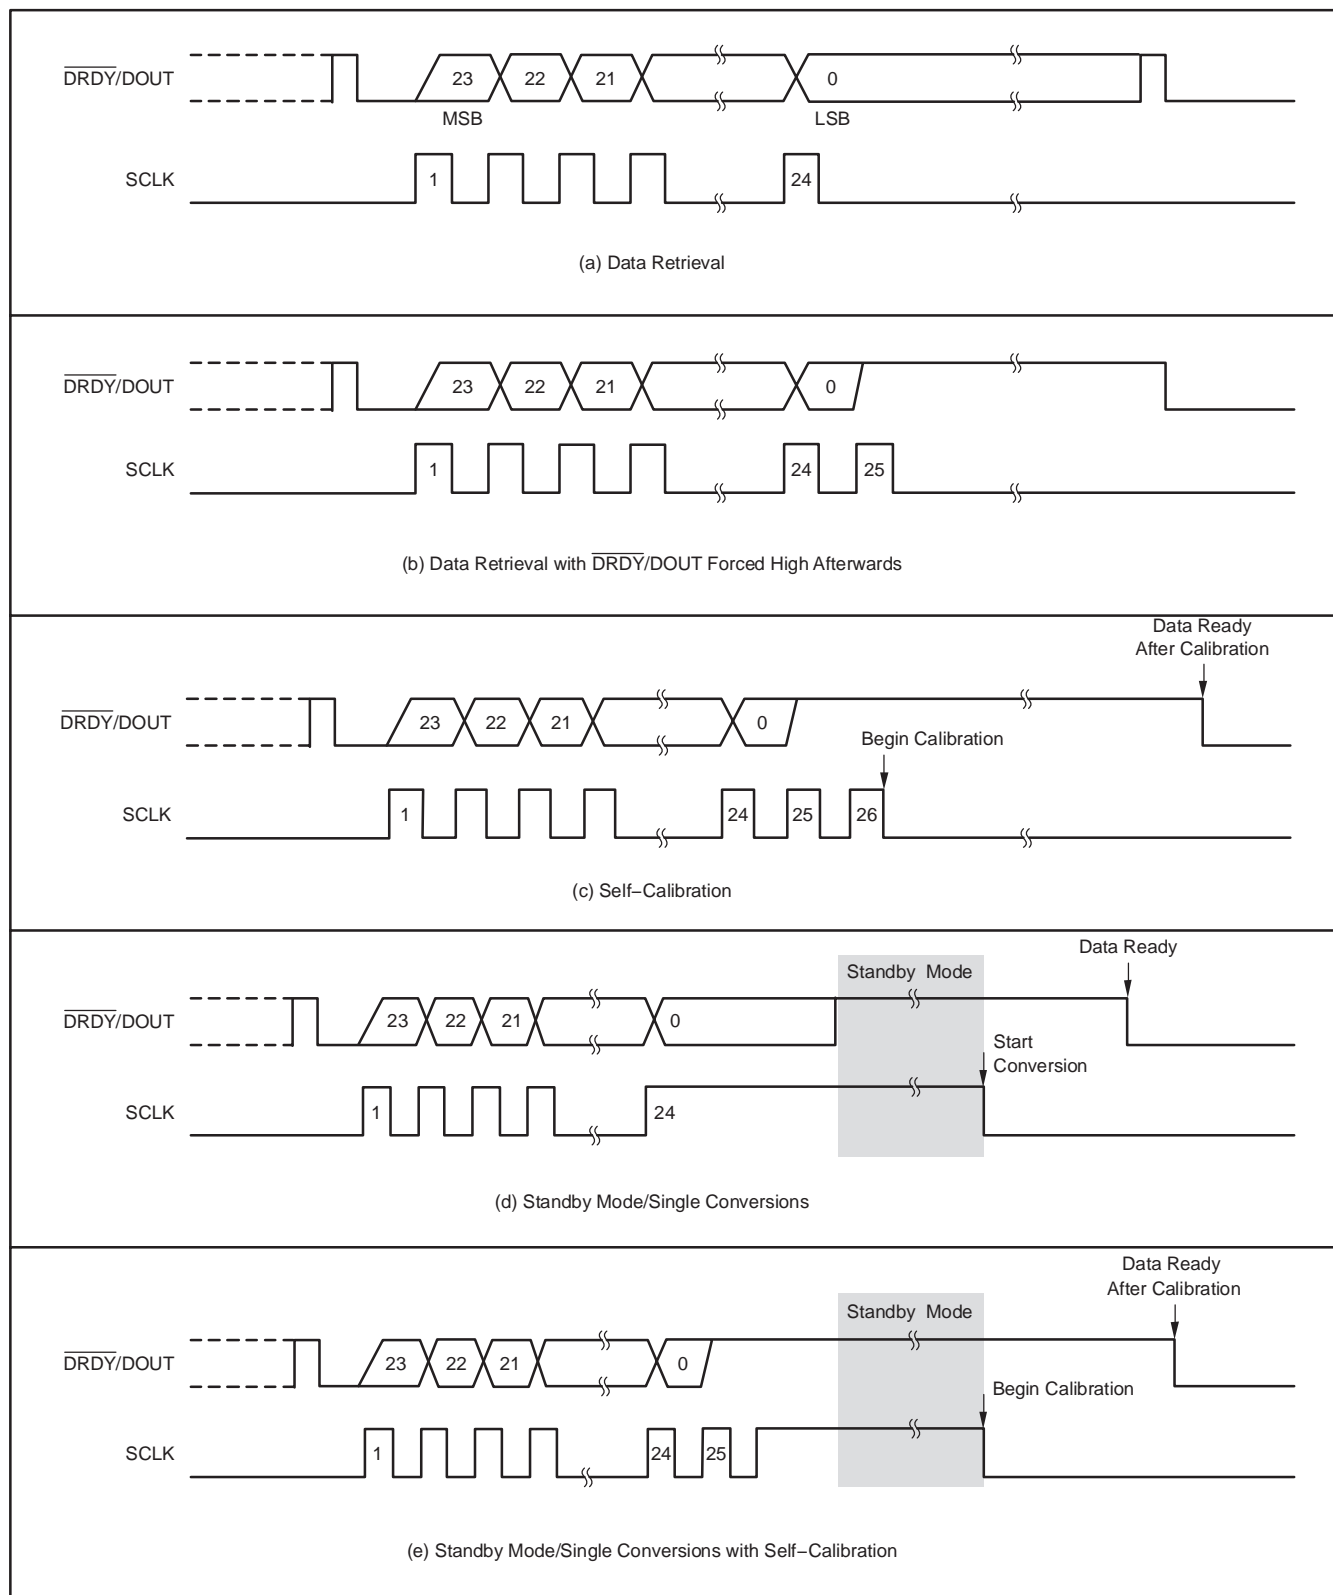 DRDY/DOUT 23 22 21 0
MSB LSB
SCLK 1 24
(a) Data Retrieval
DRDY/DOUT 23 22 21 0
SCLK 1 24 25
(b) Data Retrieval with DRDY/DOUT Forced High Afterwards
Data Ready
After Calibration
DRDY/DOUT 23 22 21 0
Begin Calibration
SCLK 1 24 25 26
(c) Self−Calibration
Data Ready
Standby Mode
DRDY/DOUT 23 22 21 0
Start
Conversion
SCLK 1 24
(d) Standby Mode/Single Conversions
Data Ready
After Calibration
Standby Mode
DRDY/DOUT 23 22 21 0
Begin Calibration
SCLK 1 24 25
(e) Standby Mode/Single Conversions with Self−Calibration